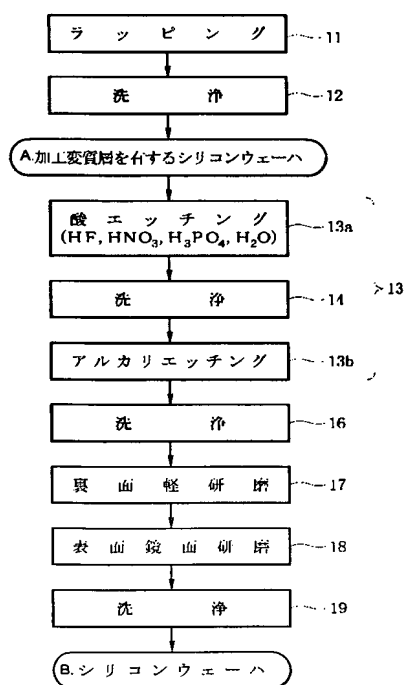 ラッピング 11
洗浄 12
A.加工変質層を有するシリコンウェーハ
酸エッチング 13a
(HF, HNO3, H3PO4, H2O)
洗浄 14
13
アルカリエッチング 13b
洗浄 16
裏面軽研磨 17
表面鏡面研磨 18
洗浄 19
B.シリコンウェーハ